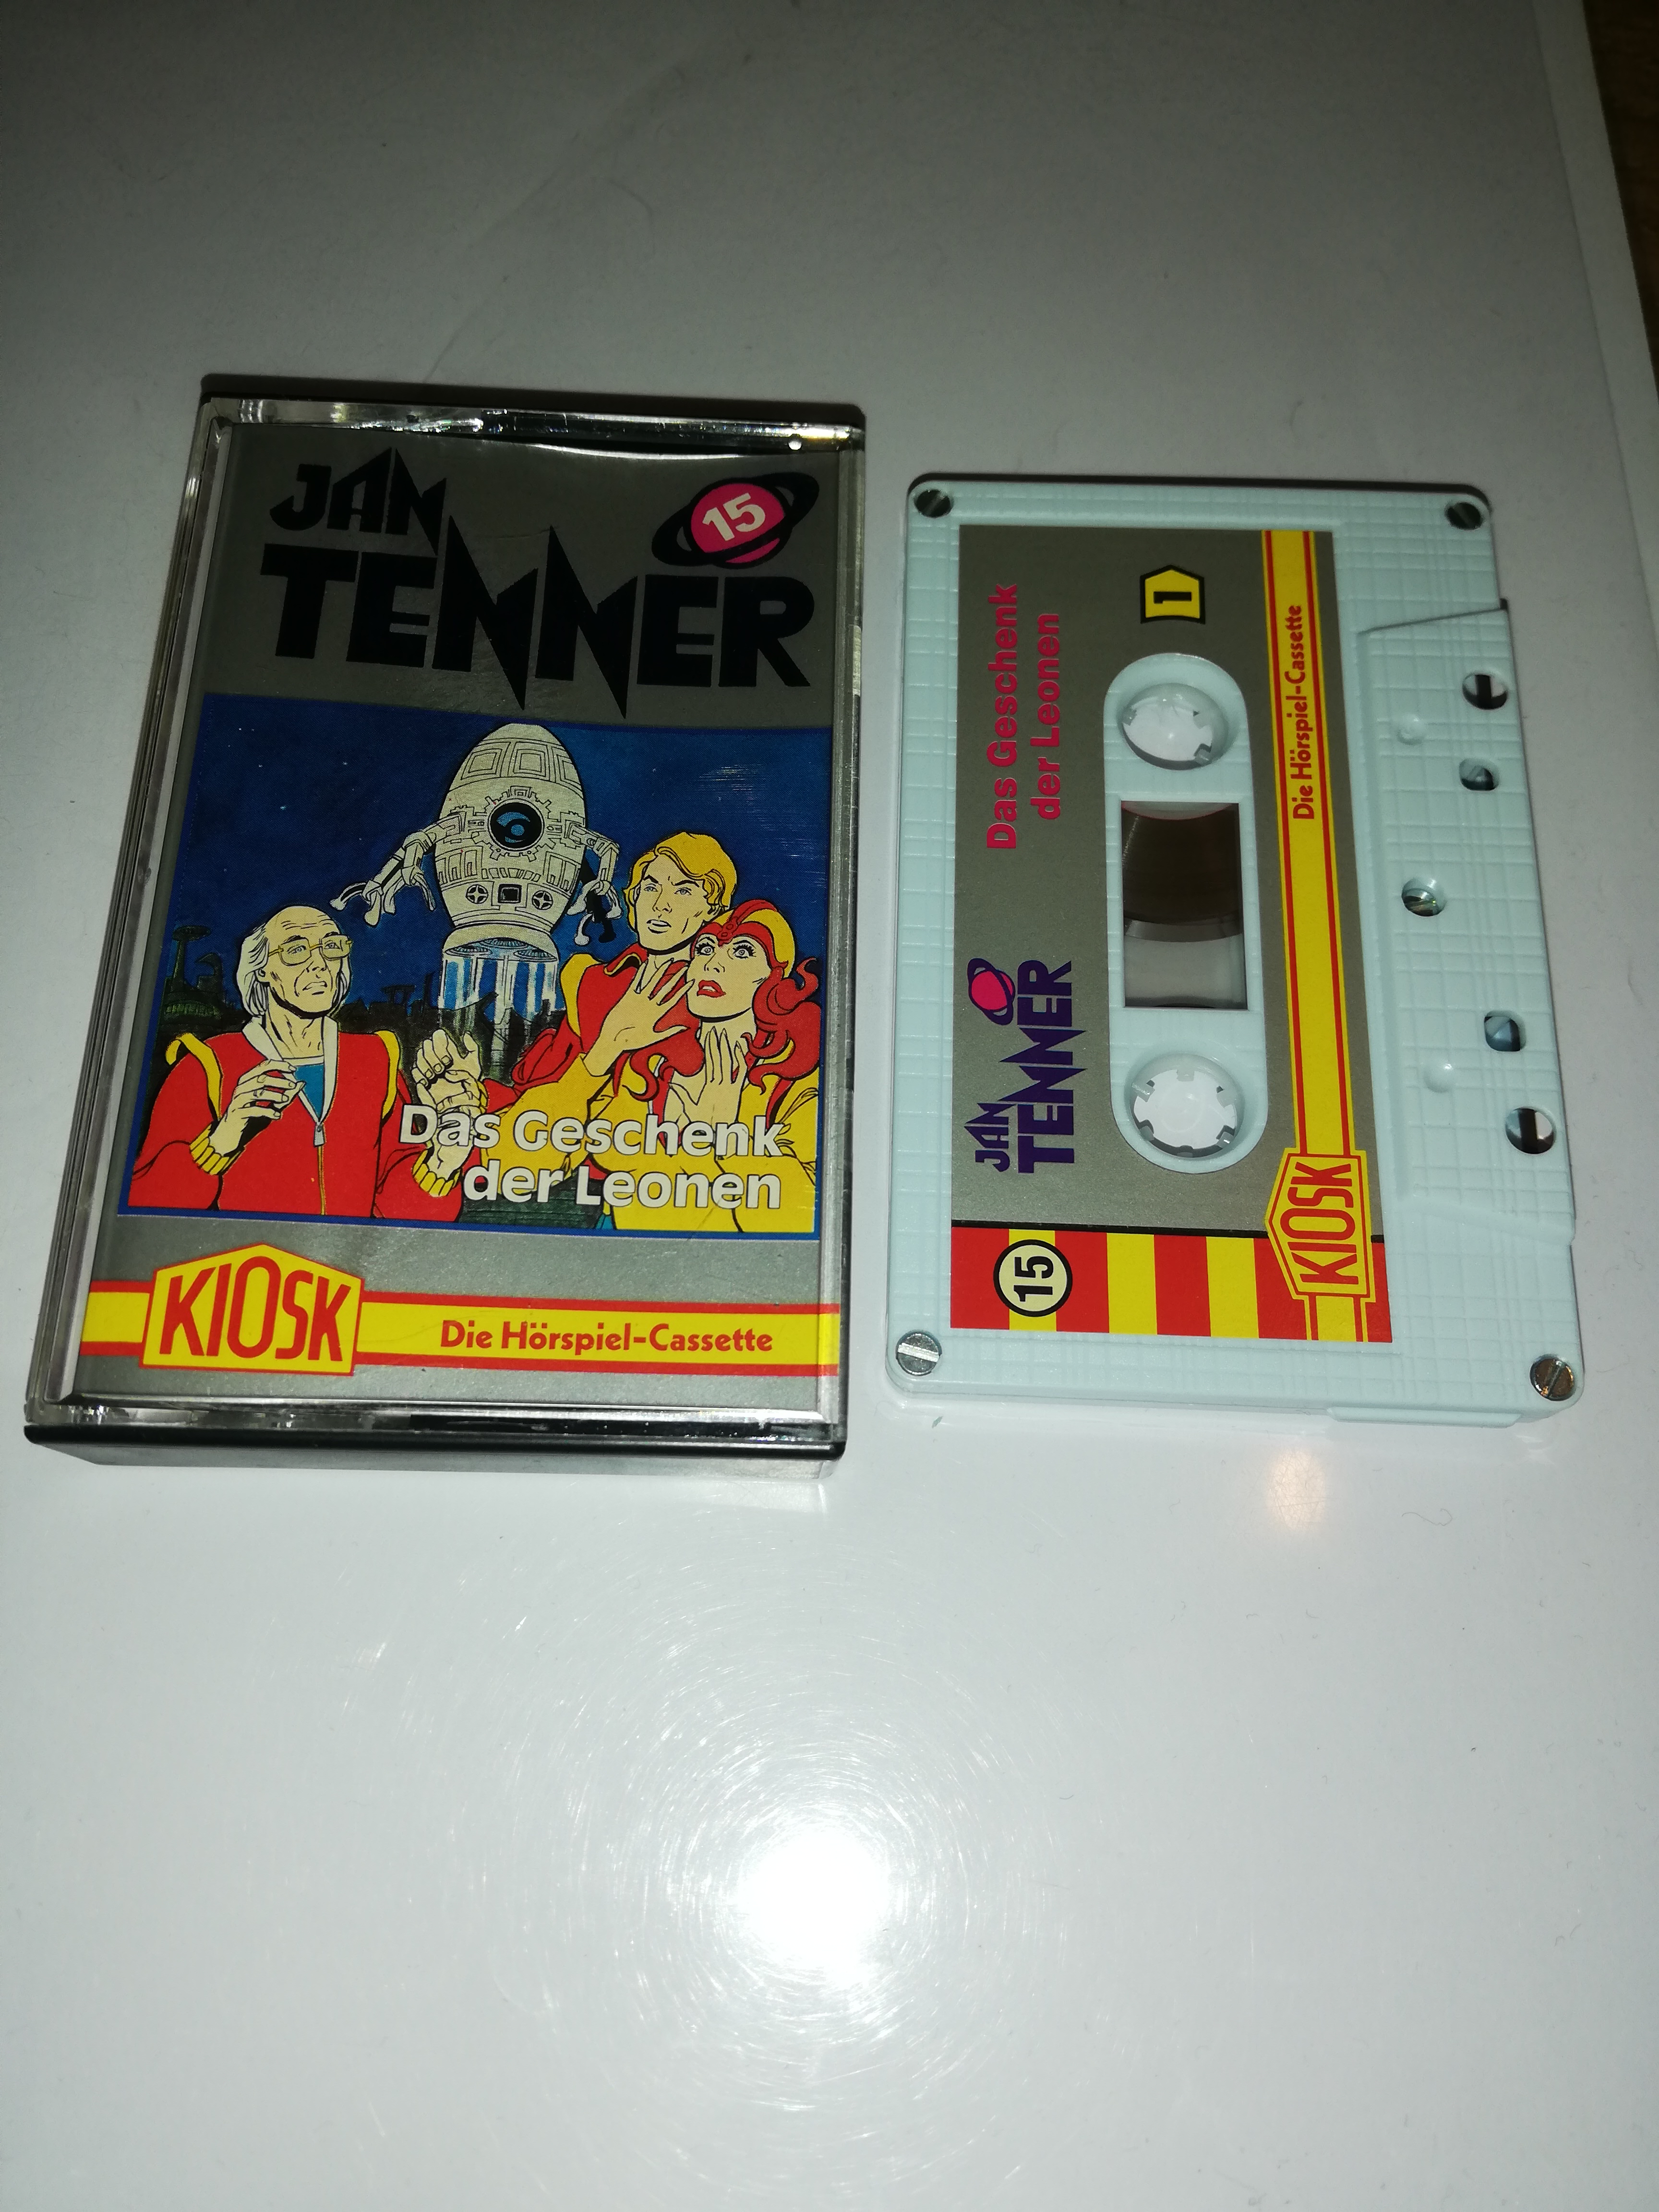 JAN
TENNER
15
Das Geschenk
der Leonen
KIOSK
Die Hörspiel-Cassette
Das Geschenk
der Leonen
1
JAN
TENNER
Die Hörspiel-Cassette
KIOSK
15